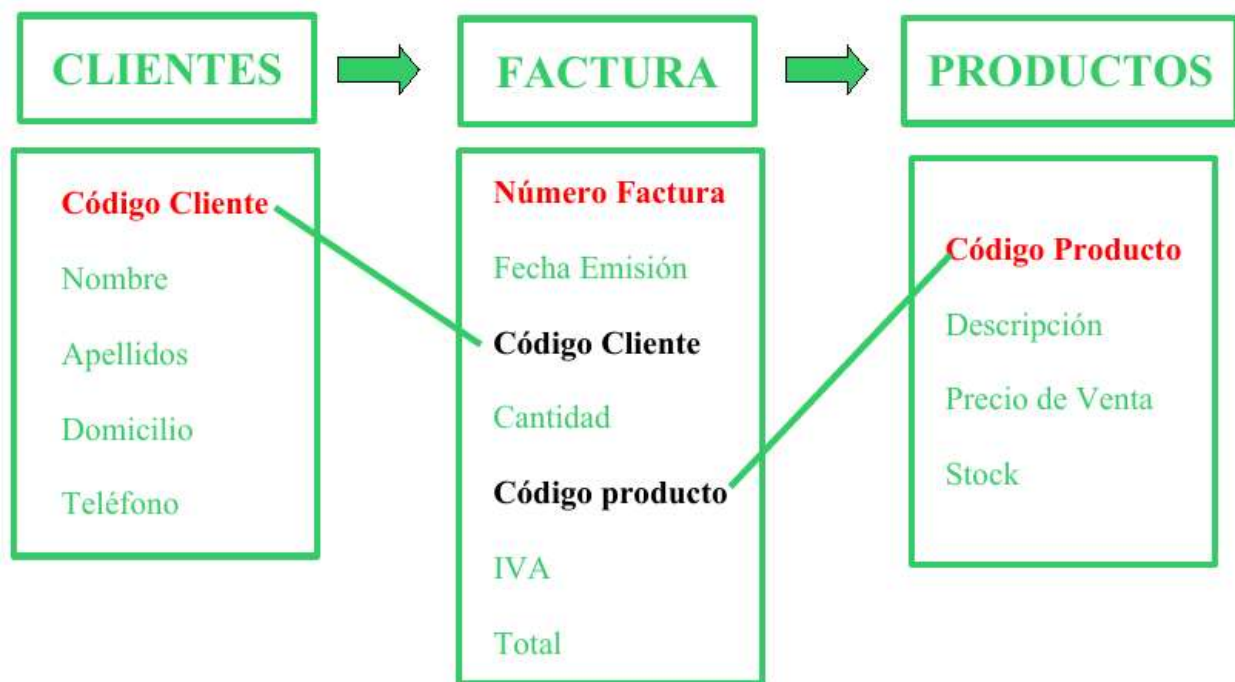 CLIENTES
FACTURA
PRODUCTOS
Código Cliente
Nombre
Apellidos
Domicilio
Teléfono
Número Factura
Fecha Emisión
Código Cliente
Cantidad
Código producto
IVA
Total
Código Producto
Descripción
Precio de Venta
Stock